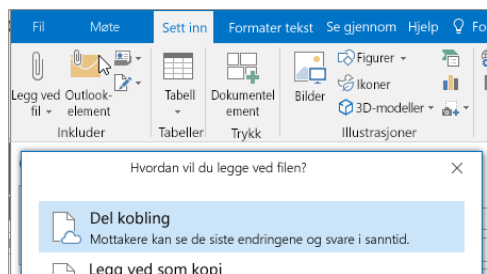 Fil Møte Sett inn Formater tekst Se gjennom Hjelp Fo
Legg ved fil
Outlook-element
Tabell
Dokumentel ement
Bilder
Figurer
Ikoner
3D-modeller
Inkluder Tabeller Trykk Illustrasjoner
Hvordan vil du legge ved filen?
Del kobling
Mottakere kan se de siste endringene og svare i sanntid.
Legg ved som kopi